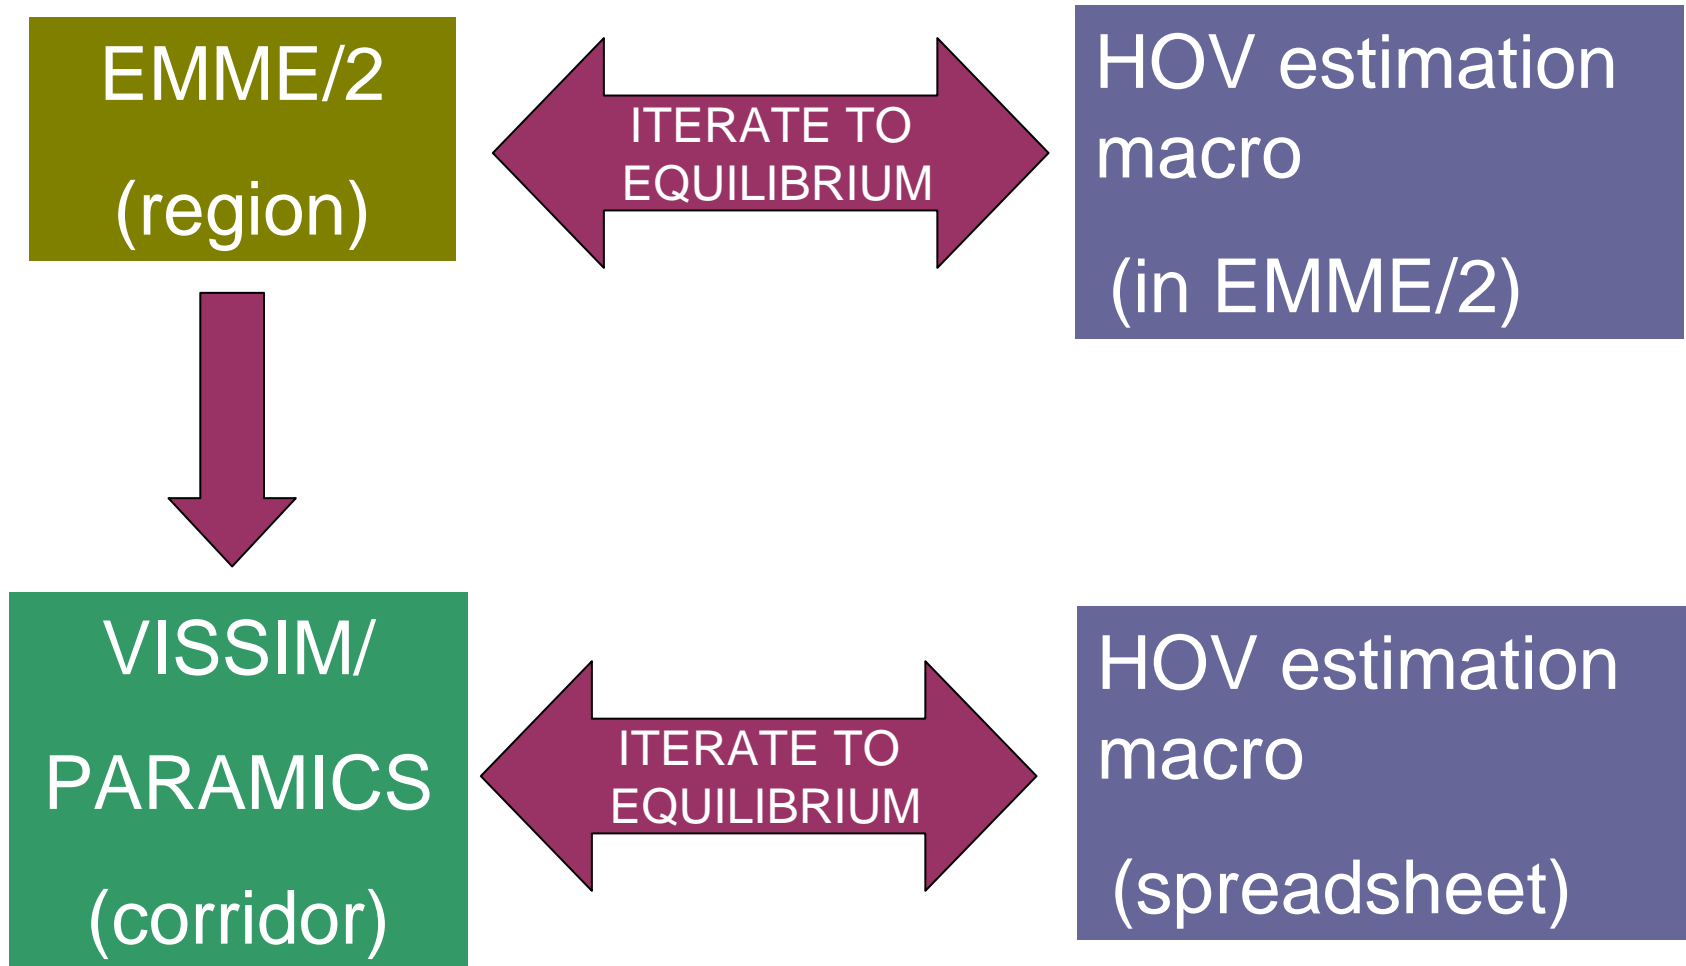 EMME/2
(region)
ITERATE TO
EQUILIBRIUM
HOV estimation
macro
(in EMME/2)
VISSIM/
PARAMICS
(corridor)
ITERATE TO
EQUILIBRIUM
HOV estimation
macro
(spreadsheet)